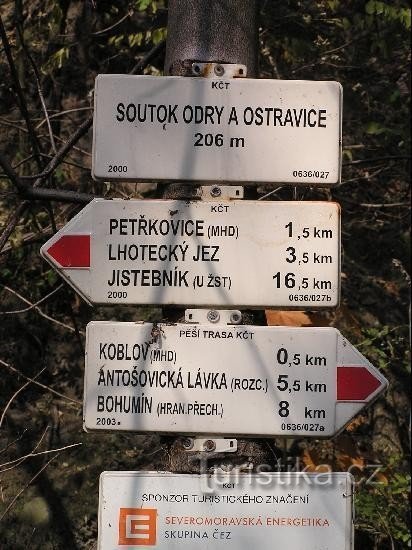 KČT
SOUTOK ODRY A OSTRAVICE
206 m
2000 0636/027
KČT
PETŘKOVICE (MHD) 1,5 km
LHOTECKÝ JEZ 3,5 km
JISTEBNÍK (U ŽST) 16,5 km
2000 0636/027b
PĚŠÍ TRASA KČT
KOBLOV (MHD) 0,5 km
ANTOŠOVICKÁ LÁVKA (ROZC.) 5,5 km
BOHUMÍN (HRAN.PŘECH.) 8 km
2003 0636/027a
KČT
SPONZOR TURISTICKÉHO ZNAČENÍ
SEVEROMORAVSKÁ ENERGETIKA
SKUPINA ČEZ
©Turistika.cz